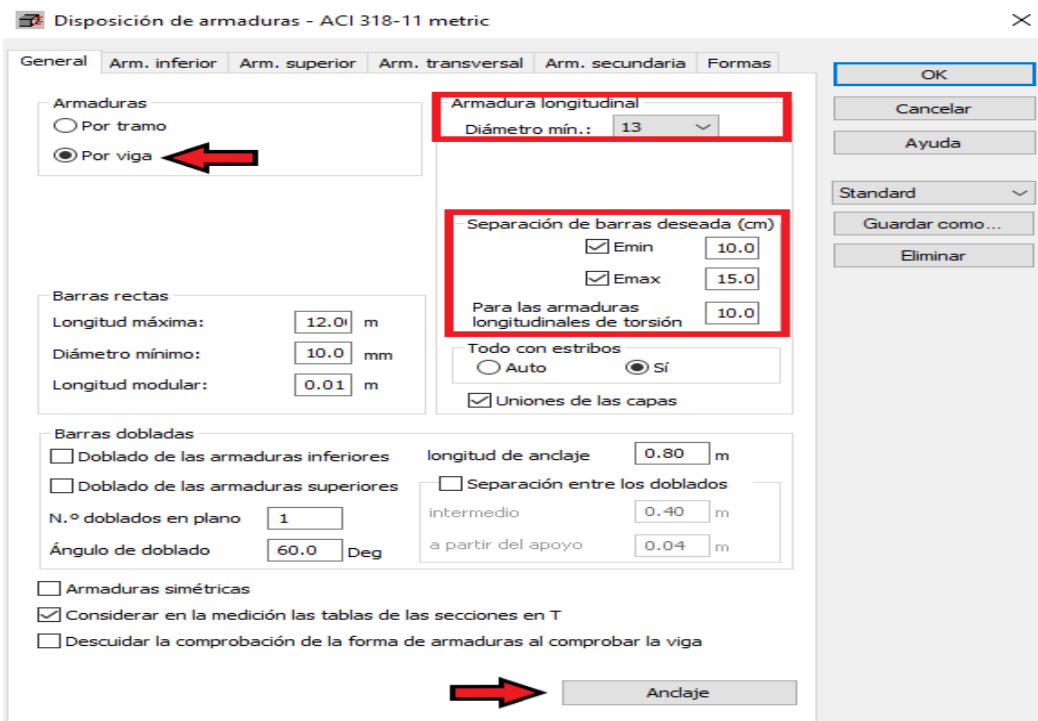 Disposición de armaduras - ACI 318-11 metric
General Arm. inferior Arm. superior Arm. transversal Arm. secundaria Formas
Armaduras
Por tramo
Por viga
Armadura longitudinal
Diámetro mín.: 13
Separación de barras deseada (cm)
Emin 10.0
Emax 15.0
Para las armaduras
longitudinales de torsión 10.0
Barras rectas
Longitud máxima: 12.0 m
Diámetro mínimo: 10.0 mm
Longitud modular: 0.01 m
Todo con estribos
Auto Sí
Uniones de las capas
Barras dobladas
Doblado de las armaduras inferiores
Doblado de las armaduras superiores
N.º doblados en plano 1
Ángulo de doblado 60.0 Deg
longitud de anclaje 0.80 m
Separación entre los doblados
intermedio 0.40 m
a partir del apoyo 0.04 m
Armaduras simétricas
Considerar en la medición las tablas de las secciones en T
Descuidar la comprobación de la forma de armaduras al comprobar la viga
Anclaje
OK
Cancelar
Ayuda
Standard
Guardar como...
Eliminar